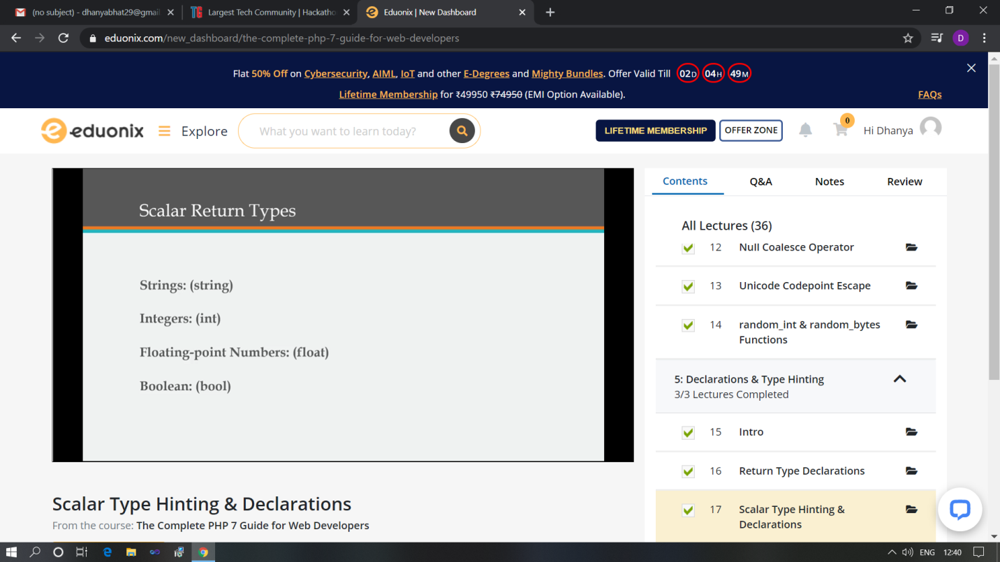 (no subject) - dhanyabhat29@gmail
Largest Tech Community | Hackatho
Eduonix | New Dashboard
eduonix.com/new_dashboard/the-complete-php-7-guide-for-web-developers
D
Flat 50% Off on Cybersecurity, AIML, IoT and other E-Degrees and Mighty Bundles. Offer Valid Till 02D 04H 49M
Lifetime Membership for ₹49950 ₹74950 (EMI Option Available).
FAQs
eduonix
Explore
What you want to learn today?
LIFETIME MEMBERSHIP
OFFER ZONE
0
Hi Dhanya
Scalar Return Types
Strings: (string)
Integers: (int)
Floating-point Numbers: (float)
Boolean: (bool)
Scalar Type Hinting & Declarations
From the course: The Complete PHP 7 Guide for Web Developers
Contents Q&A Notes Review
All Lectures (36)
12 Null Coalesce Operator
13 Unicode Codepoint Escape
14 random_int & random_bytes
Functions
5: Declarations & Type Hinting
3/3 Lectures Completed
15 Intro
16 Return Type Declarations
17 Scalar Type Hinting &
Declarations
ENG 12:40